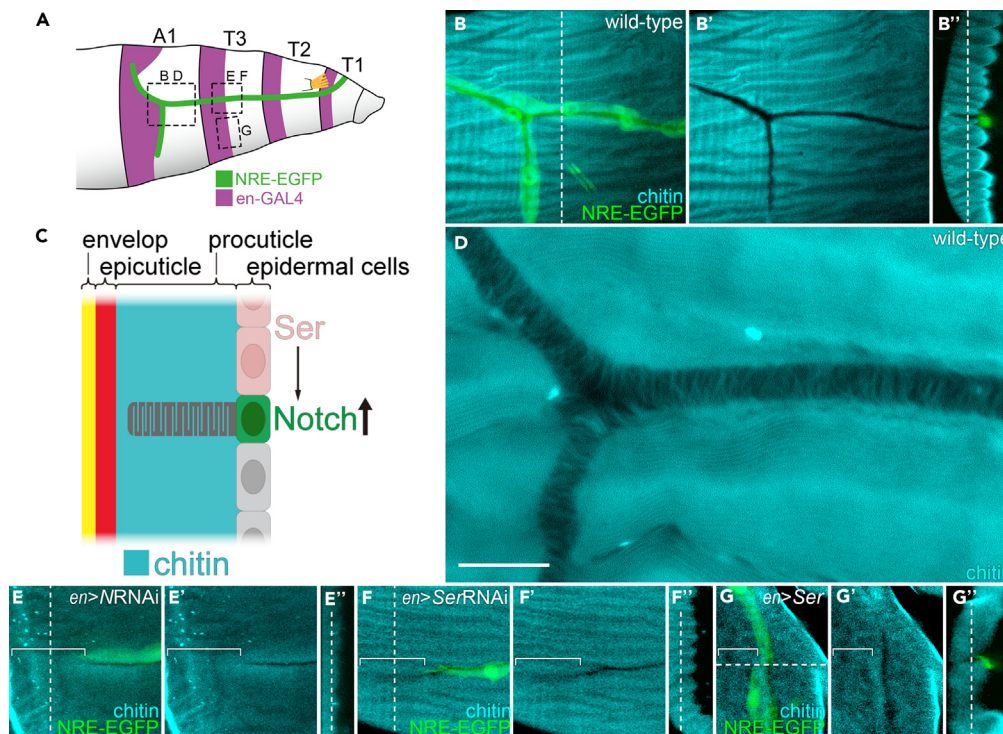 A
A1
T3
T2
T1
B D
E F
G
NRE-EGFP
en-GAL4
B
wild-type
chitin
NRE-EGFP
B'
B''
C
envelop
procuticle
epicuticle
epidermal cells
Ser
Notch
chitin
D
wild-type
chitin
E
en>NRNAi
chitin
NRE-EGFP
E'
E''
F
en>SerRNAi
chitin
NRE-EGFP
F'
F''
G
en>Ser
chitin
NRE-EGFP
G'
G''